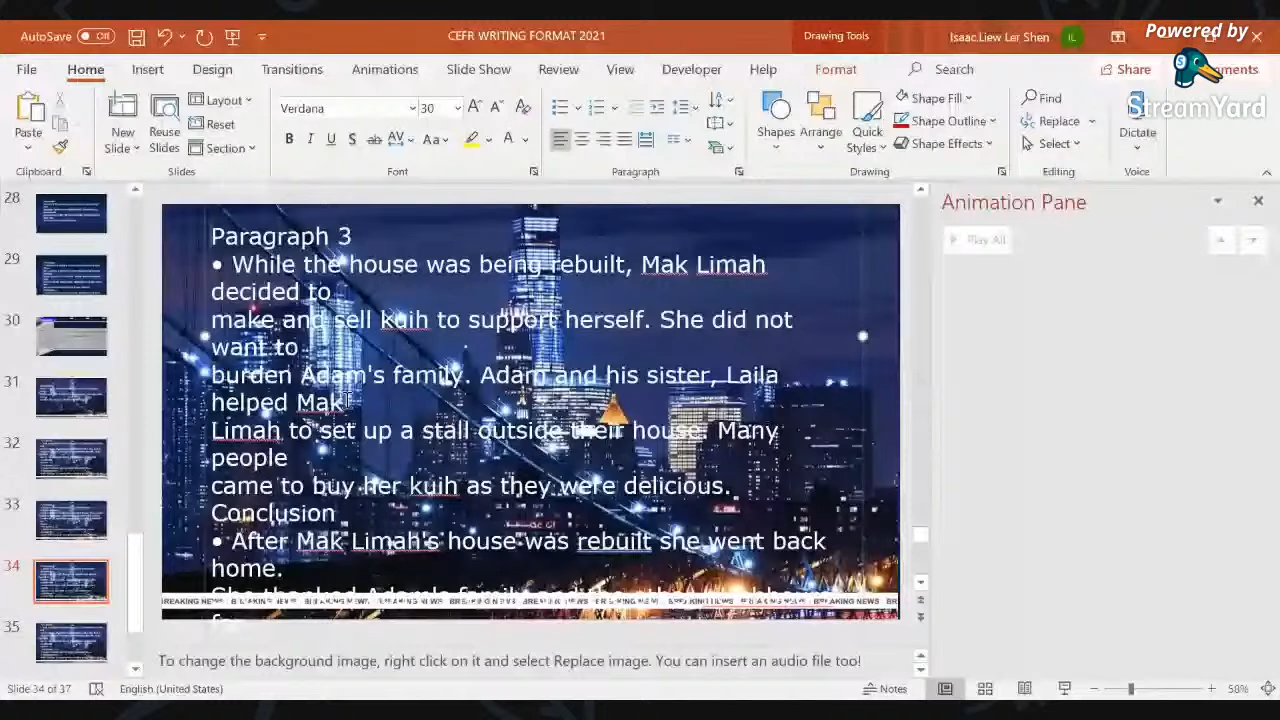 Powered by
StreamYard
AutoSave Off
CEFR WRITING FORMAT 2021
Drawing Tools
Isaac.Liew Ler Shen
IL
File Home Insert Design Transitions Animations Slide Show Review View Developer Help Format Search
Share
Paste
Clipboard
New Slide
Reuse Slides
Layout
Reset
Section
Slides
Verdana 30
Font
Paragraph
Shapes
Arrange
Quick Styles
Shape Fill
Shape Outline
Shape Effects
Drawing
Find
Replace
Select
Editing
Dictate
Voice
28
29
30
31
32
33
34
35
Paragraph 3
• While the house was being rebuilt, Mak Limah
decided to
make and sell kuih to support herself. She did not
want to
burden Adam's family. Adam and his sister, Laila
helped Mak
Limah to set up a stall outside their house. Many
people
came to buy her kuih as they were delicious.
Conclusion
• After Mak Limah's house was rebuilt she went back
home.
BREAKING NEWS
Animation Pane
Play All
To change the background image, right click on it and select Replace image. You can insert an audio file too!
Slide 34 of 37
English (United States)
Notes
58%